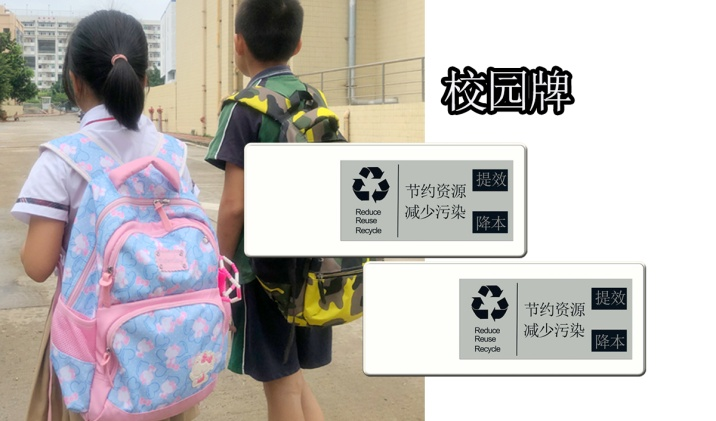 校园牌
节约资源
减少污染
提效
降本
Reduce
Reuse
Recycle
节约资源
减少污染
提效
降本
Reduce
Reuse
Recycle